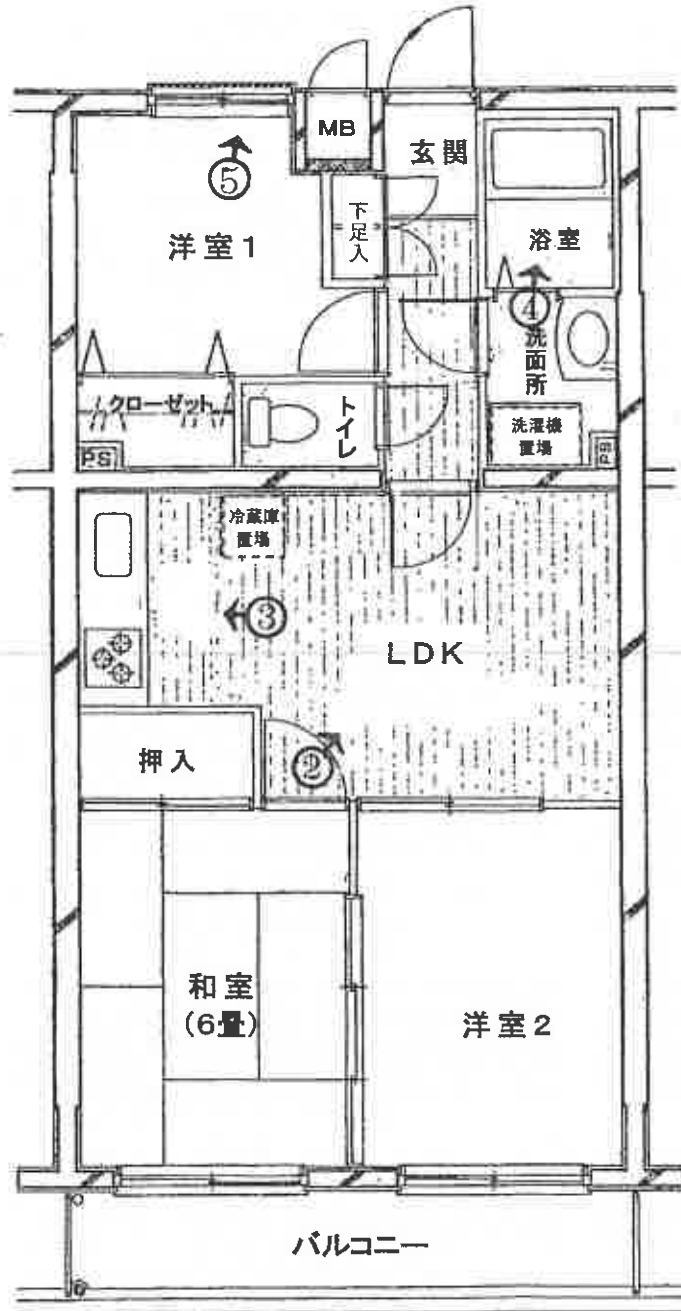 MB
玄関
⑤
下
足
入
洋室1
浴室
④
洗
面
所
クローゼット
ト
イ
レ
洗濯機
置場
PS
PS
冷蔵庫
置場
③
LDK
押入
②
和室
(6畳)
洋室2
バルコニー